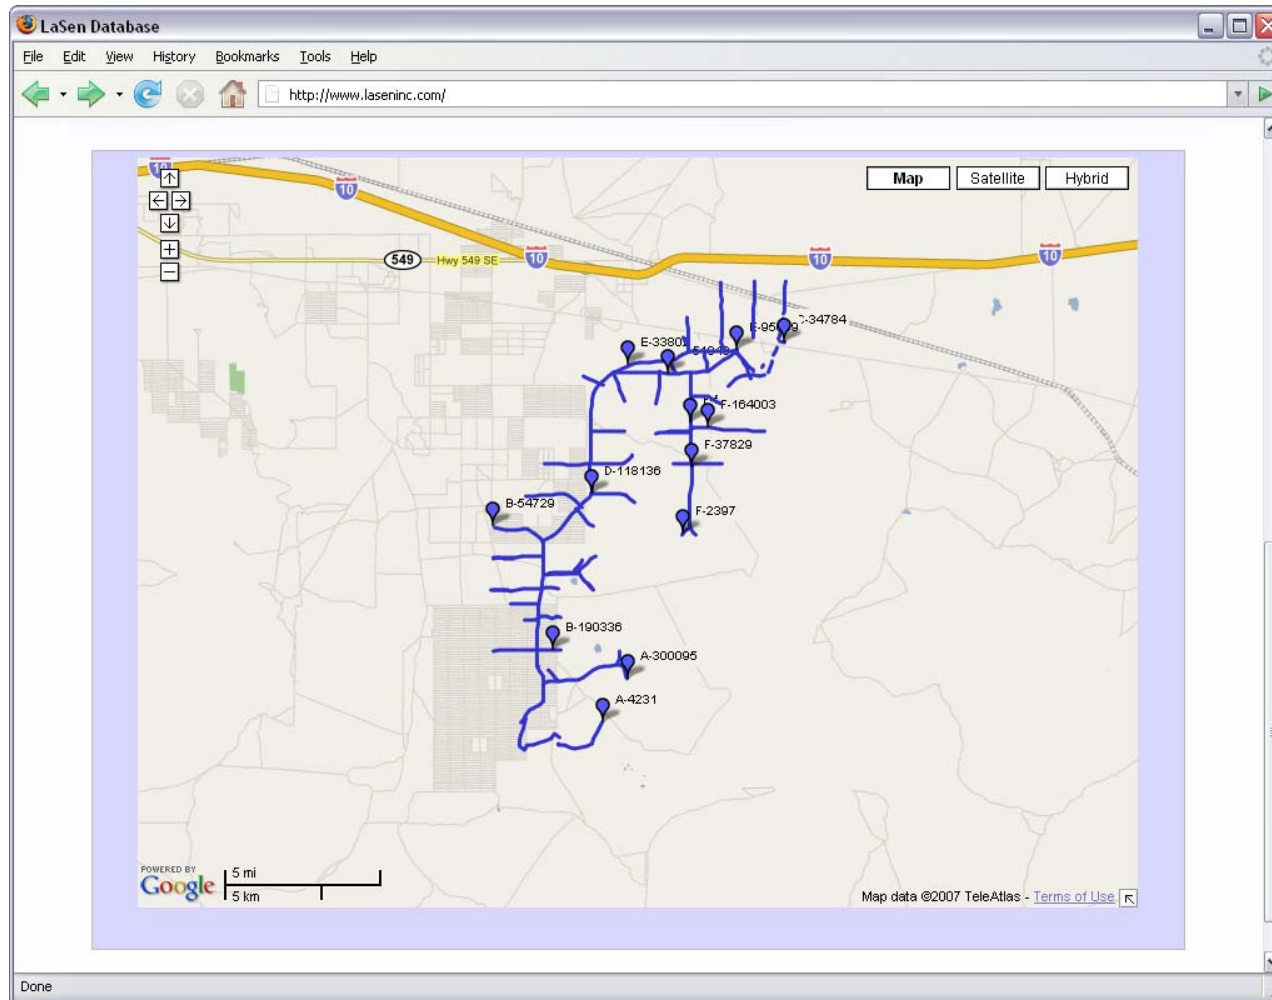 LaSen Database
File Edit View History Bookmarks Tools Help
http://www.laseninc.com/
10
10
Map Satellite Hybrid
549 Hwy 549 SE 10 10 10
C-34784
E-33802
F-164003
F-37829
D-118136
B-54729
F-2397
B-190336
A-300095
A-4231
POWERED BY
Google
5 mi
5 km
Map data ©2007 TeleAtlas - Terms of Use
Done